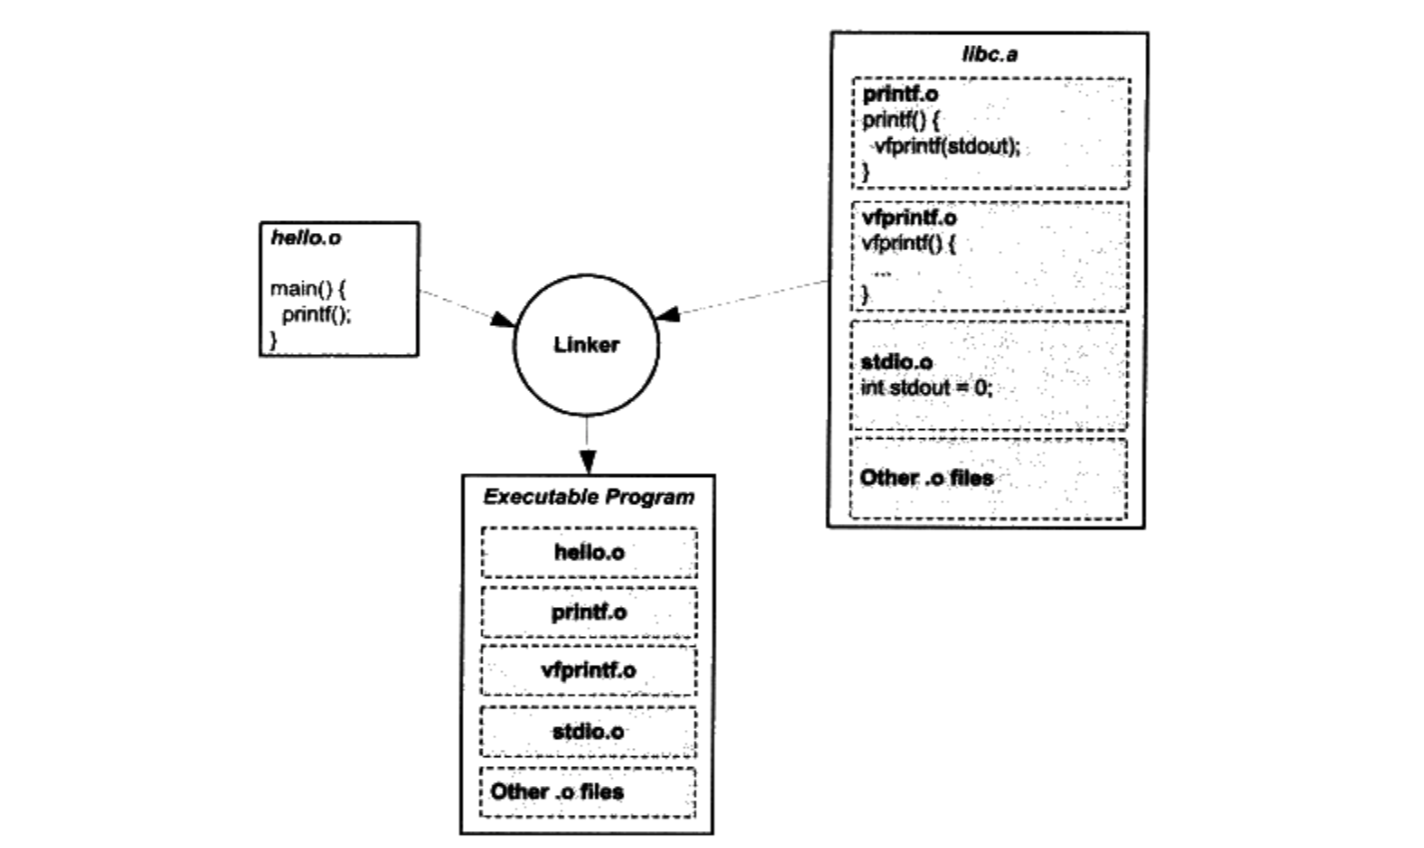 libc.a
printf.o
printf() {
vfprintf(stdout);
}
vfprintf.o
vfprintf() {
...
}
stdio.o
int stdout = 0;
Other .o files
hello.o
main() {
printf();
}
Linker
Executable Program
hello.o
printf.o
vfprintf.o
stdio.o
Other .o files